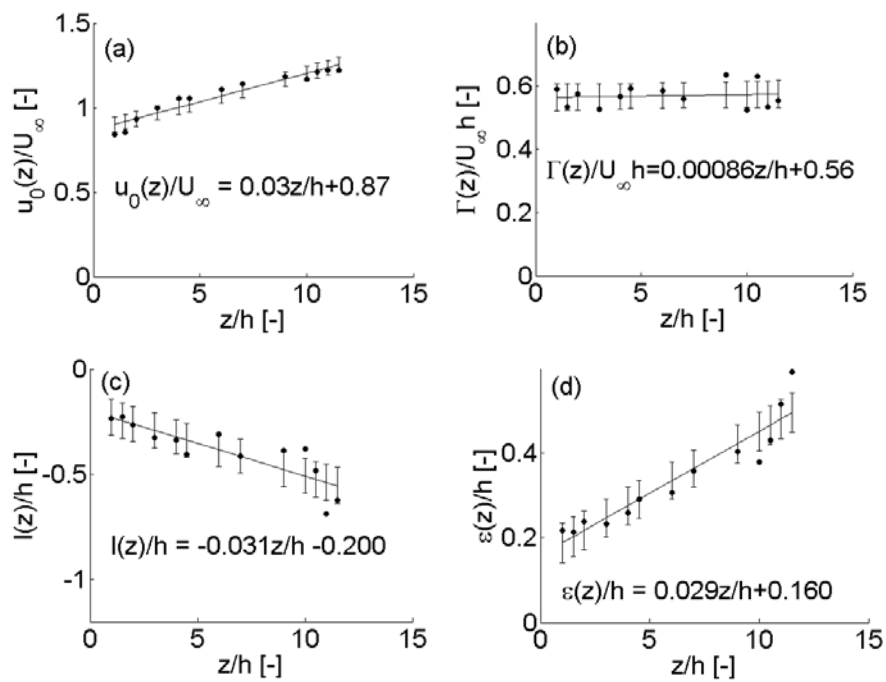 (a)
u₀(z)/U∞ [-]
1.5
1
0.5
0
u₀(z)/U∞ = 0.03z/h+0.87
0 5 10 15
z/h [-]
(b)
Γ(z)/U∞h [-]
0.6
0.4
0.2
0
Γ(z)/U∞h=0.00086z/h+0.56
0 5 10 15
z/h [-]
(c)
l(z)/h [-]
0
-0.5
-1
l(z)/h = -0.031z/h -0.200
0 5 10 15
z/h [-]
(d)
ε(z)/h [-]
0.4
0.2
0
ε(z)/h = 0.029z/h+0.160
0 5 10 15
z/h [-]